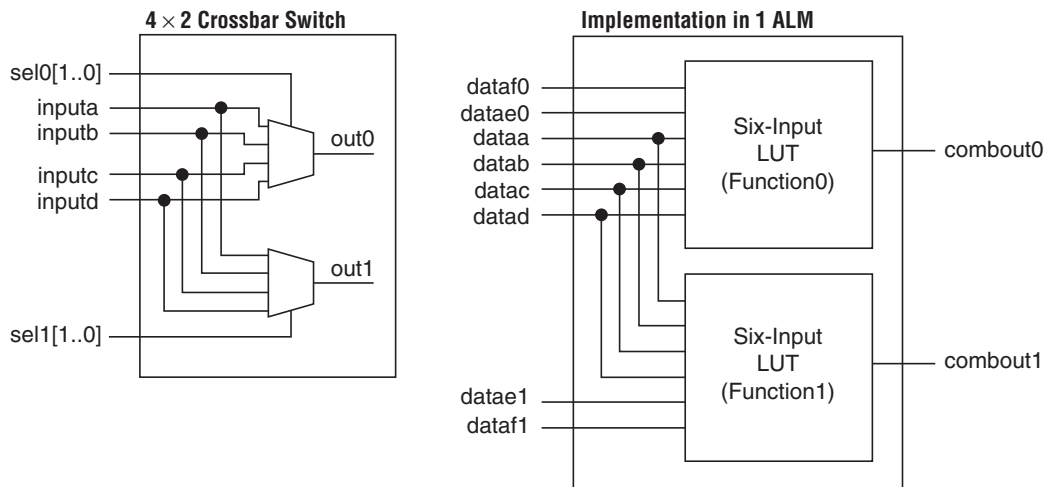 4 × 2 Crossbar Switch
sel0[1..0]
inputa
inputb
inputc
inputd
out0
out1
sel1[1..0]
Implementation in 1 ALM
dataf0
datae0
dataa
datab
datac
datad
Six-Input
LUT
(Function0)
combout0
Six-Input
LUT
(Function1)
combout1
datae1
dataf1